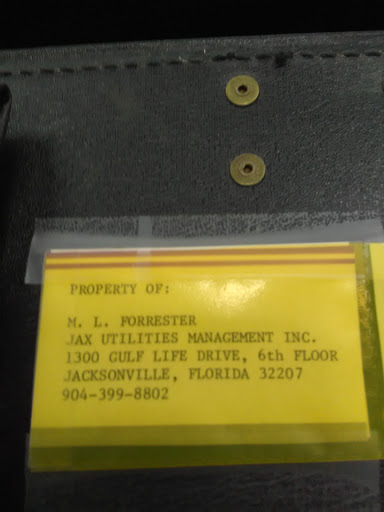 PROPERTY OF:
M. L. FORRESTER
JAX UTILITIES MANAGEMENT INC.
1300 GULF LIFE DRIVE, 6th FLOOR
JACKSONVILLE, FLORIDA 32207
904-399-8802